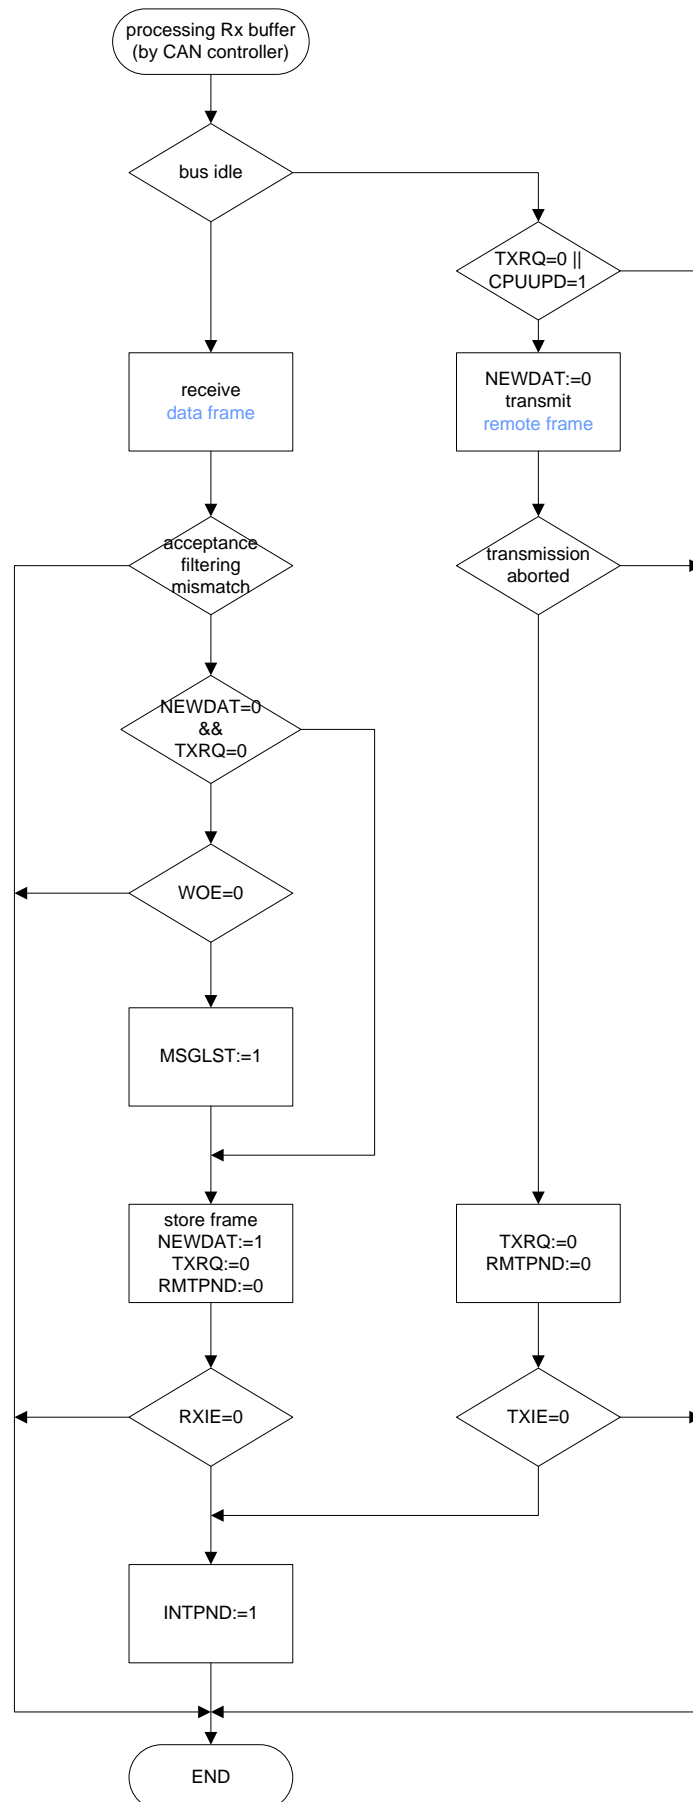 processing Rx buffer
(by CAN controller)
bus idle
TXRQ=0 ||
CPUUPD=1
receive
data frame
NEWDAT:=0
transmit
remote frame
acceptance
filtering
mismatch
transmission
aborted
NEWDAT=0
&&
TXRQ=0
WOE=0
MSGLST:=1
store frame
NEWDAT:=1
TXRQ:=0
RMTPND:=0
TXRQ:=0
RMTPND:=0
RXIE=0
TXIE=0
INTPND:=1
END